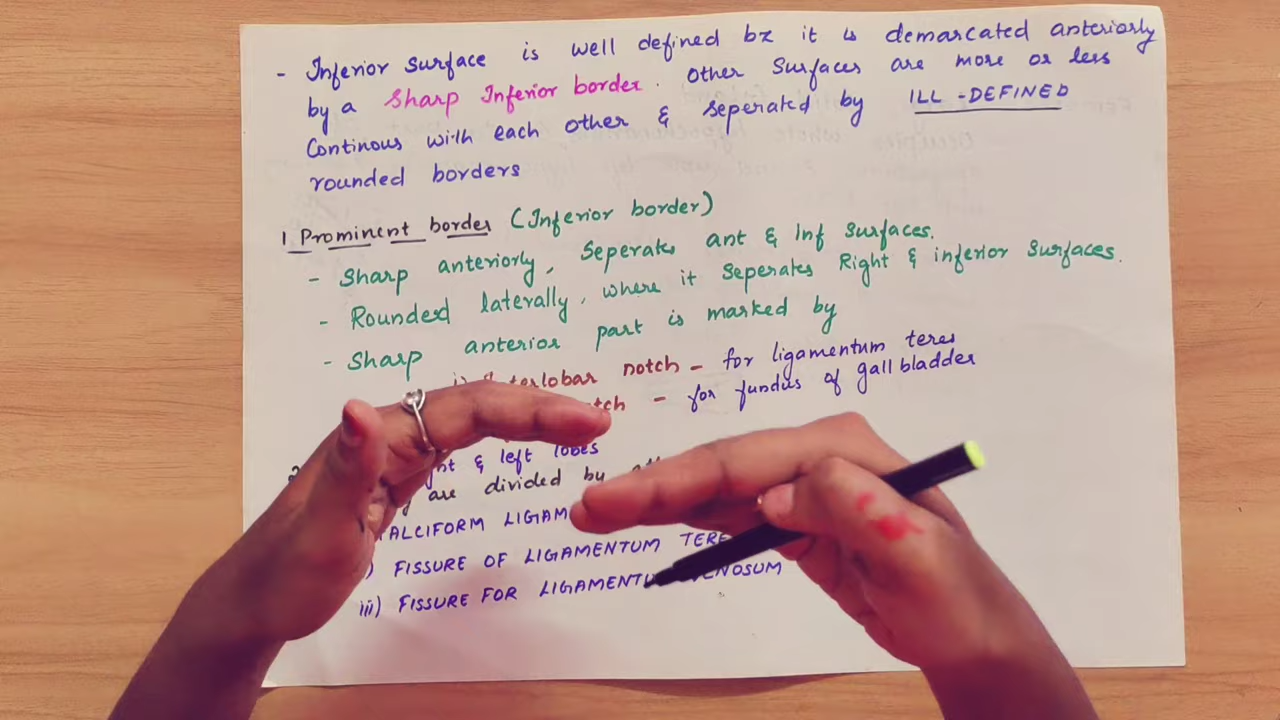 - Inferior surface is well defined bz it is demarcated anteriorly
by a Sharp Inferior border. Other Surfaces are more or less
Continous with each other & seperated by ILL-DEFINED
rounded borders
1 Prominent border (Inferior border)
- Sharp anteriorly, Seperates ant & Inf surfaces.
- Rounded laterally, where it Seperates Right & inferior Surfaces.
- Sharp anterior part is marked by
notch - for ligamentum teres
- for fundus of gall bladder
& left lobes
are divided by
LIGAM
FISSURE OF LIGAMENTUM
iii) FISSURE FOR